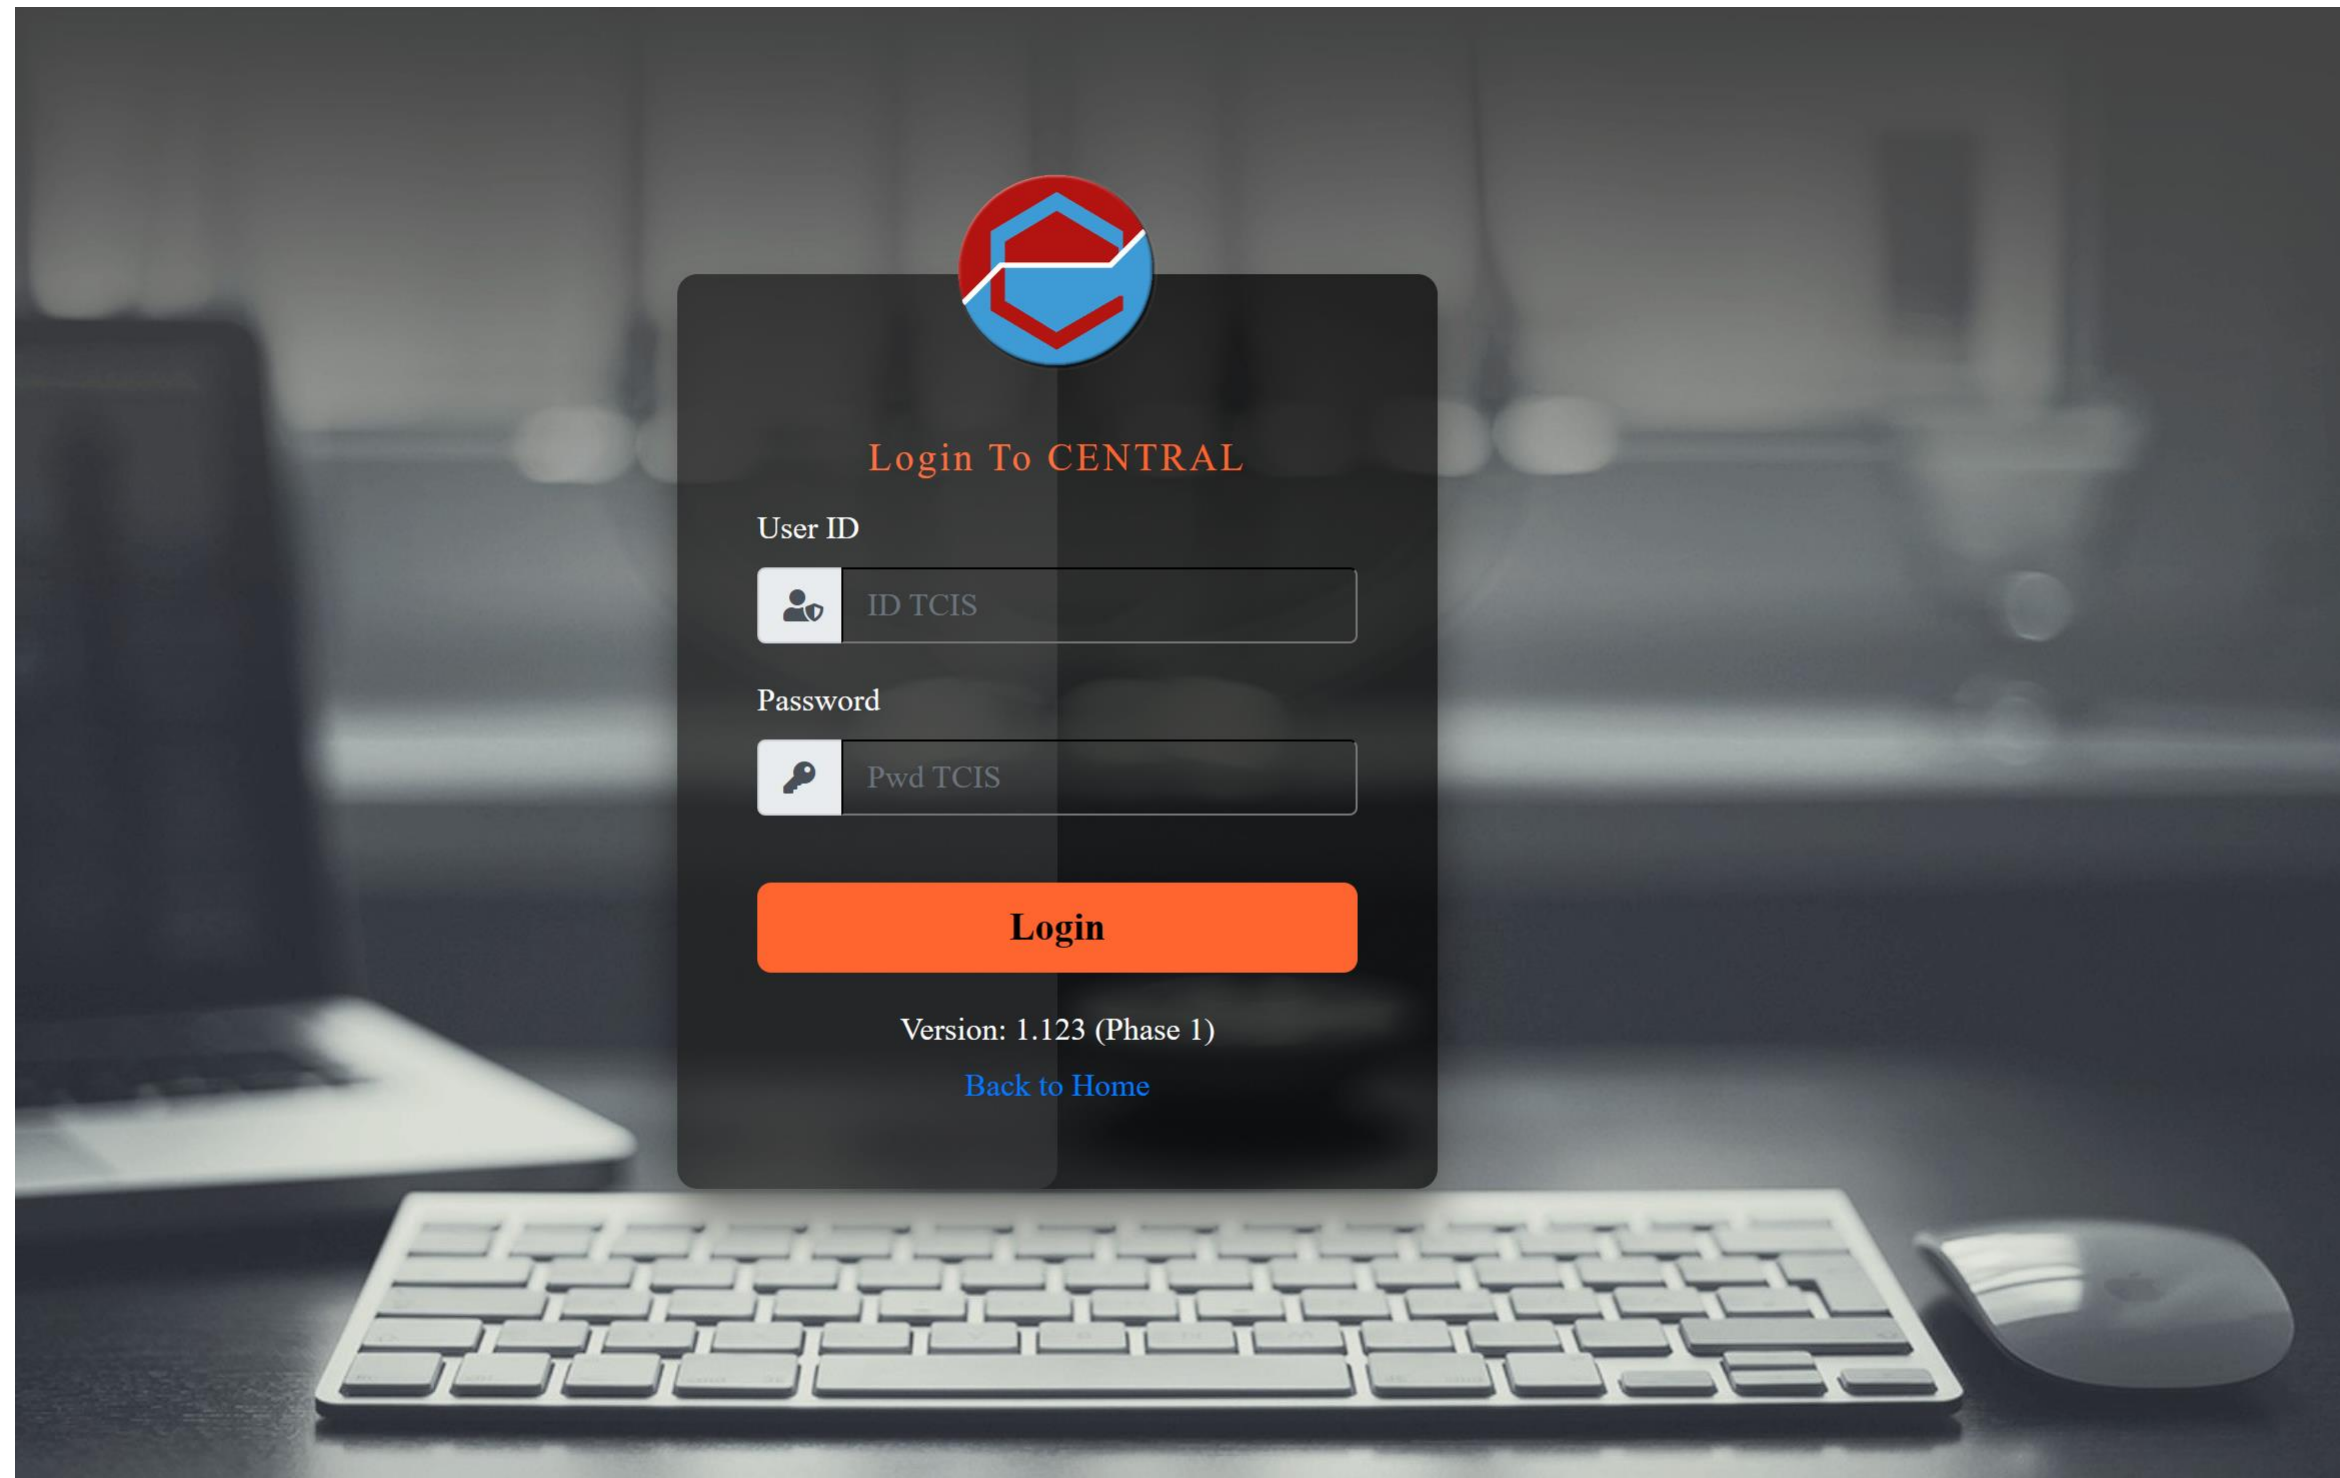 Login To CENTRAL
User ID
ID TCIS
Password
Pwd TCIS
Login
Version: 1.123 (Phase 1)
Back to Home